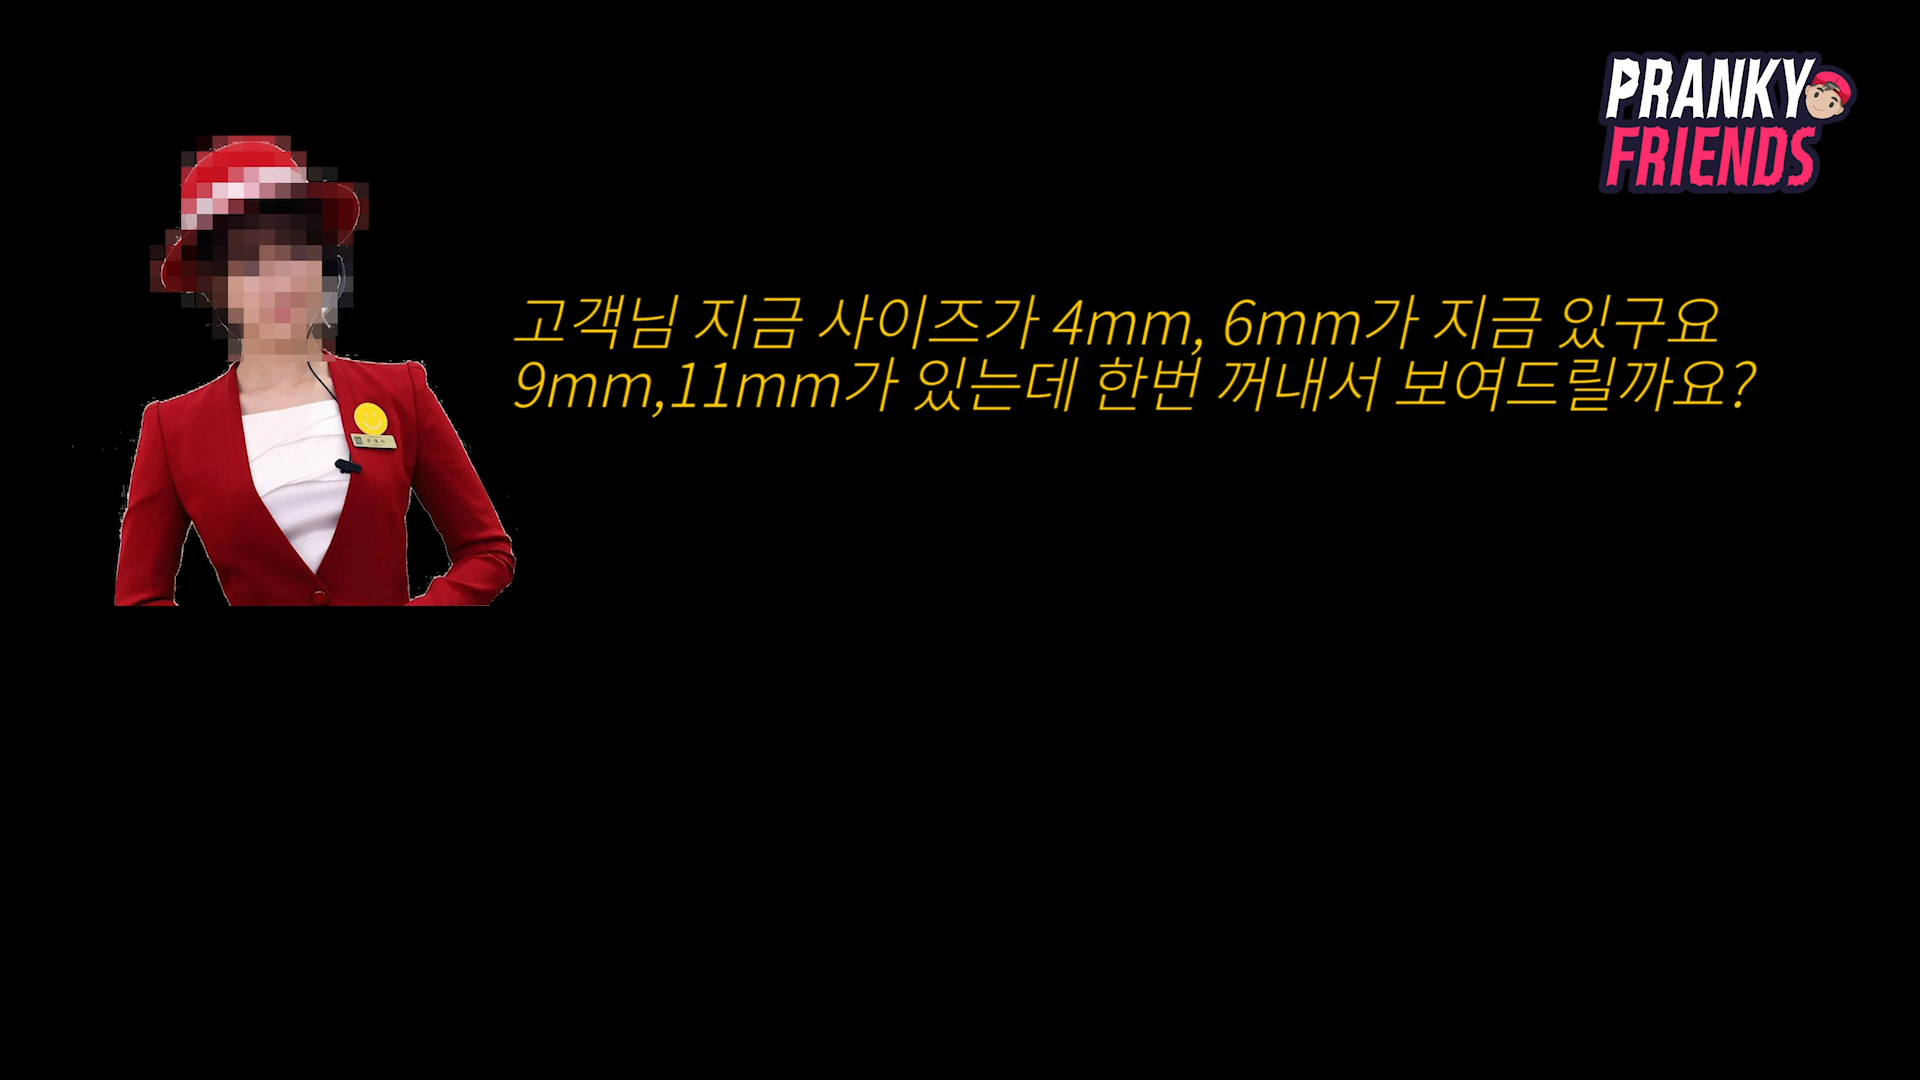 PRANKY
FRIENDS
고객님 지금 사이즈가 4mm, 6mm가 지금 있구요
9mm,11mm가 있는데 한번 꺼내서 보여드릴까요?